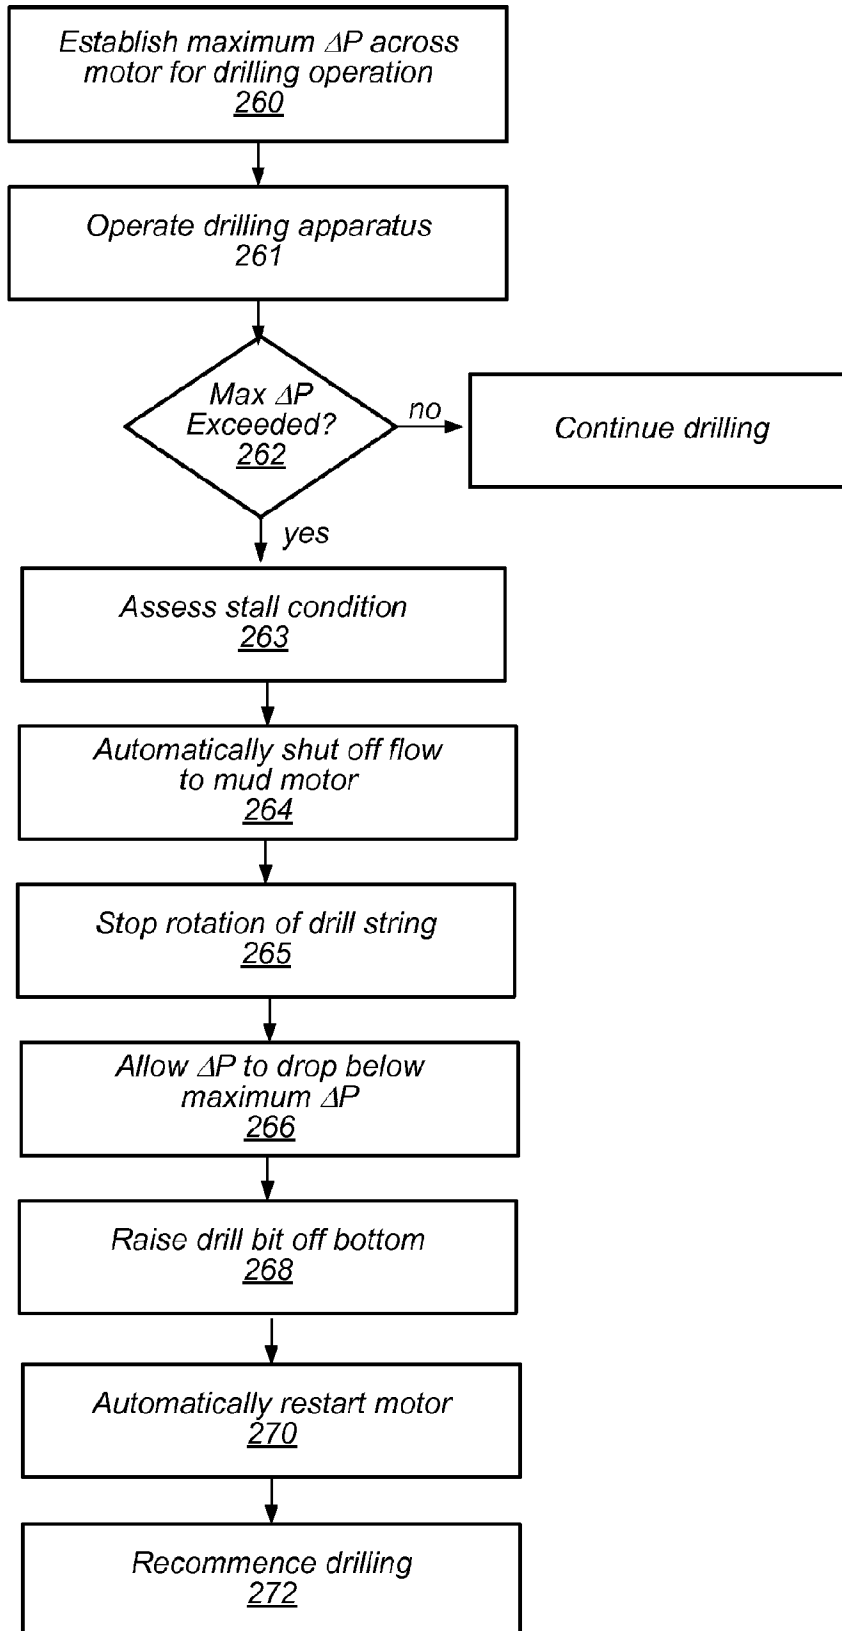 Establish maximum ΔP across
motor for drilling operation
260
Operate drilling apparatus
261
Max ΔP
Exceeded?
262
no
Continue drilling
yes
Assess stall condition
263
Automatically shut off flow
to mud motor
264
Stop rotation of drill string
265
Allow ΔP to drop below
maximum ΔP
266
Raise drill bit off bottom
268
Automatically restart motor
270
Recommence drilling
272